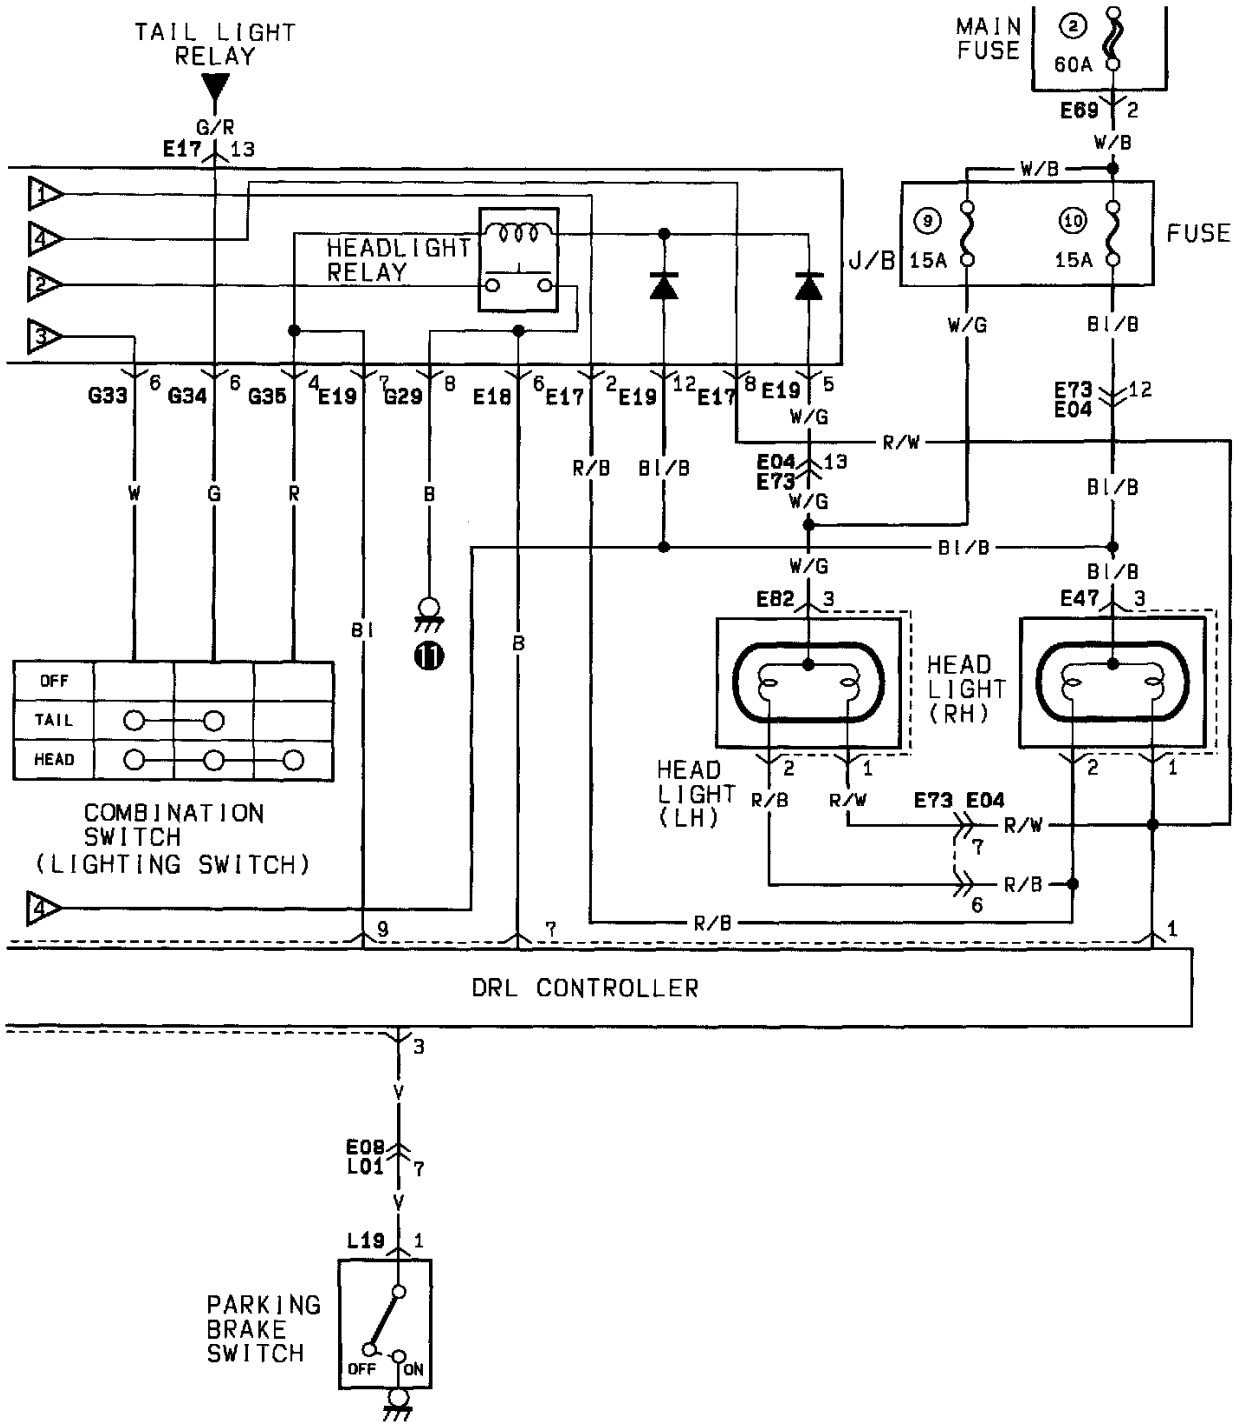 TAIL LIGHT
RELAY
G/R
E17 13
MAIN
FUSE
2
60A
E69 2
W/B
W/B
1
4
2
3
HEADLIGHT
RELAY
J/B
9
15A
10
15A
FUSE
W/G
Bl/B
G33 6
G34 6
G35 4
E19 7
G29 8
E18 6
E17 2
E19 12
E17 8
E19 5
W/G
E73 12
E04
R/W
E04 13
E73
W/G
W
G
R
B
R/B
Bl/B
Bl/B
Bl/B
W/G
Bl/B
E82 3
E47 3
11
Bl
B
OFF
TAIL
HEAD
HEAD
LIGHT
(RH)
2
1
2
1
HEAD
LIGHT
(LH)
R/B
R/W
E73 E04
R/W
7
R/B
6
COMBINATION
SWITCH
(LIGHTING SWITCH)
4
R/B
9
7
1
DRL CONTROLLER
3
V
E08
L01 7
V
L19 1
PARKING
BRAKE
SWITCH
OFF ON